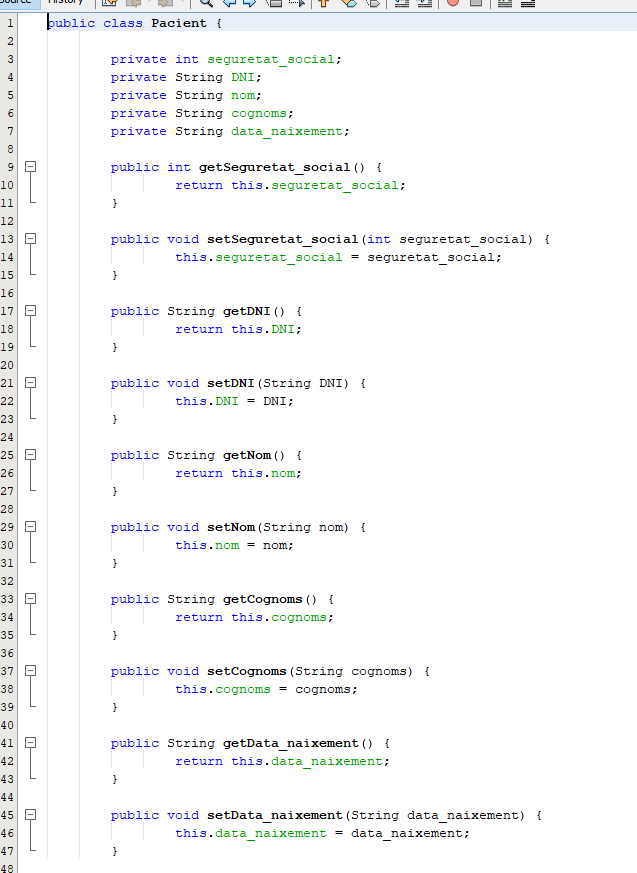 Source History
1 public class Pacient {
2
3 private int seguretat_social;
4 private String DNI;
5 private String nom;
6 private String cognoms;
7 private String data_naixement;
8
9 public int getSeguretat_social() {
10 return this.seguretat_social;
11 }
12
13 public void setSeguretat_social(int seguretat_social) {
14 this.seguretat_social = seguretat_social;
15 }
16
17 public String getDNI() {
18 return this.DNI;
19 }
20
21 public void setDNI(String DNI) {
22 this.DNI = DNI;
23 }
24
25 public String getNom() {
26 return this.nom;
27 }
28
29 public void setNom(String nom) {
30 this.nom = nom;
31 }
32
33 public String getCognoms() {
34 return this.cognoms;
35 }
36
37 public void setCognoms(String cognoms) {
38 this.cognoms = cognoms;
39 }
40
41 public String getData_naixement() {
42 return this.data_naixement;
43 }
44
45 public void setData_naixement(String data_naixement) {
46 this.data_naixement = data_naixement;
47 }
48